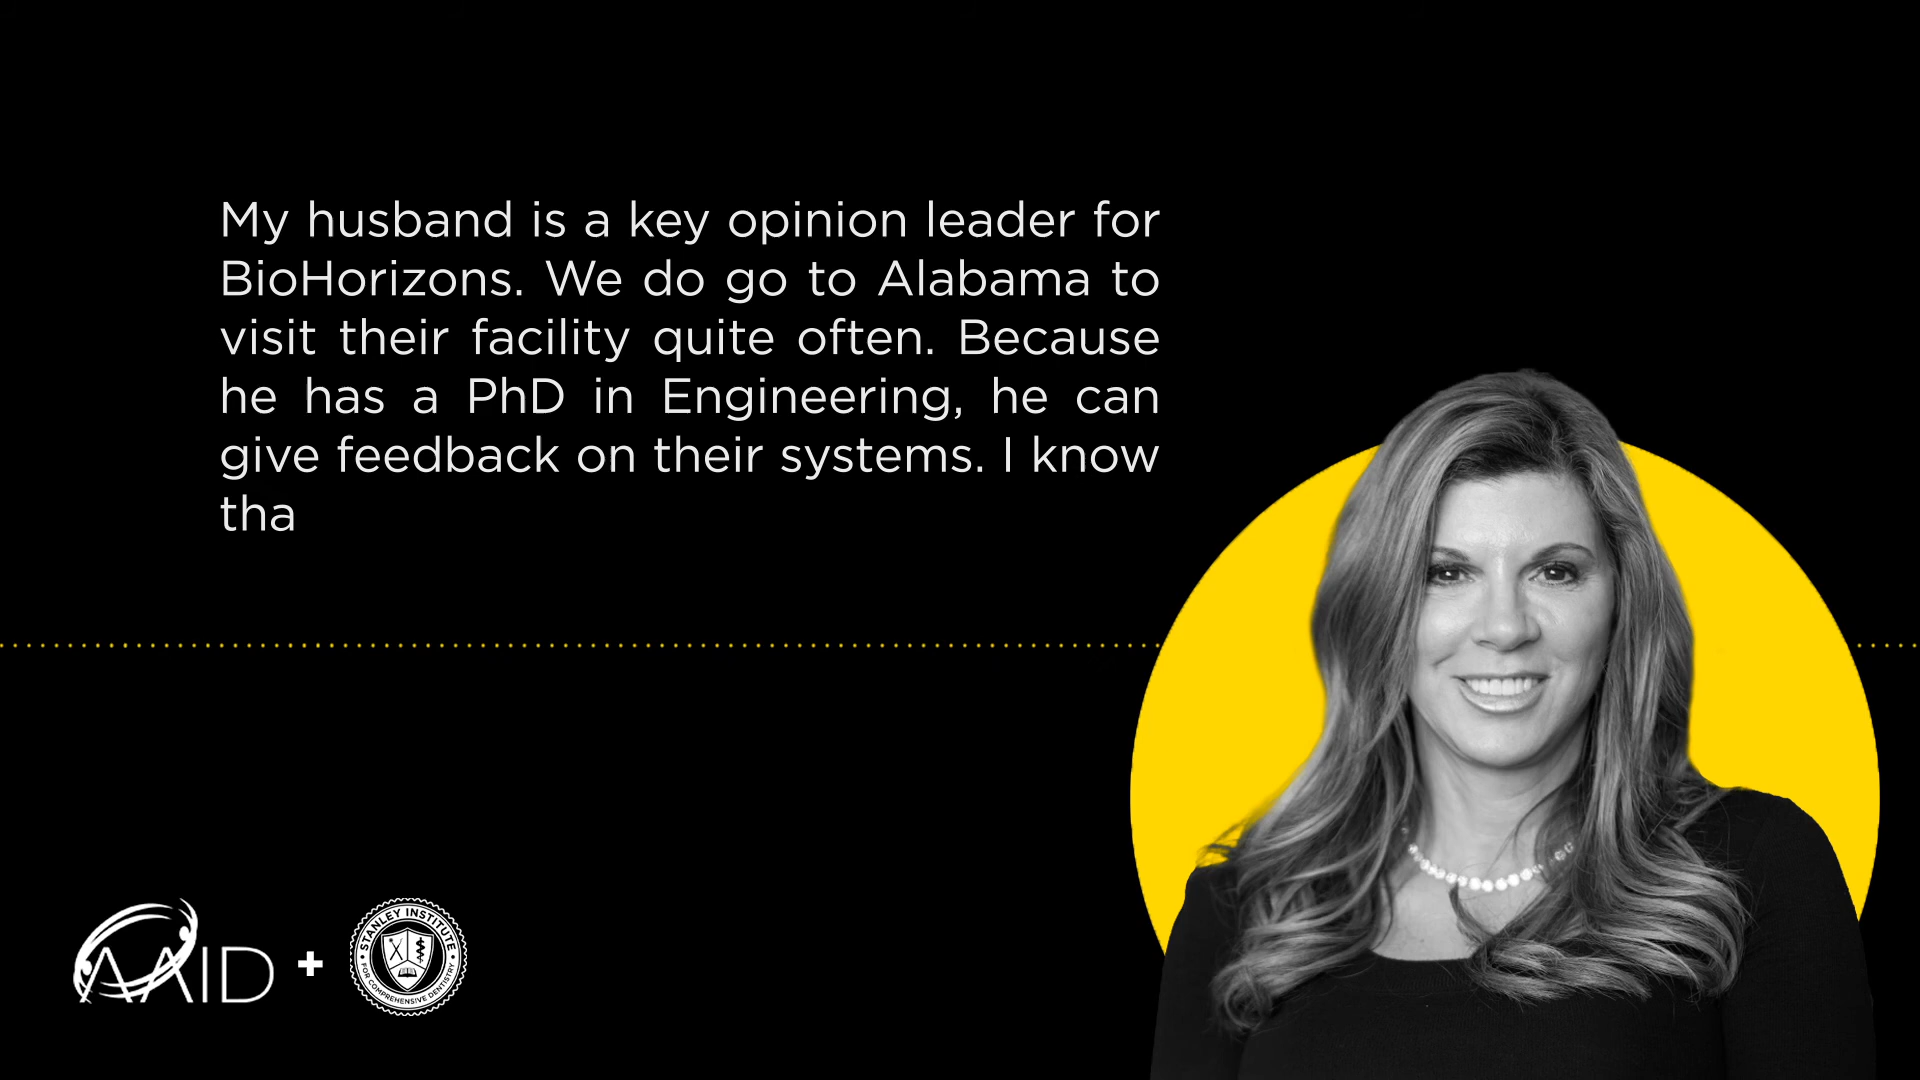 My husband is a key opinion leader for
BioHorizons. We do go to Alabama to
visit their facility quite often. Because
he has a PhD in Engineering, he can
give feedback on their systems. I know
tha
AAID + STANLEY INSTITUTE
FOR COMPREHENSIVE DENTISTRY